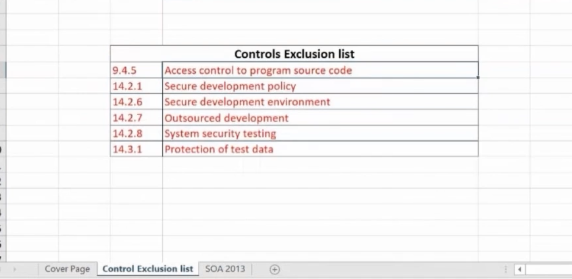 Controls Exclusion list
9.4.5 Access control to program source code
14.2.1 Secure development policy
14.2.6 Secure development environment
14.2.7 Outsourced development
14.2.8 System security testing
14.3.1 Protection of test data
Cover Page Control Exclusion list SOA 2013